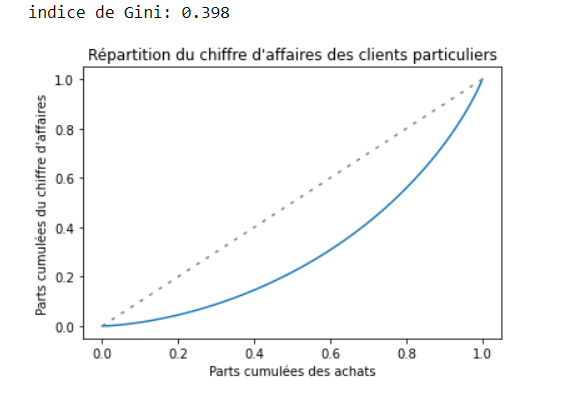 indice de Gini: 0.398
Répartition du chiffre d'affaires des clients particuliers
Parts cumulées du chiffre d'affaires
1.0
0.8
0.6
0.4
0.2
0.0
0.0 0.2 0.4 0.6 0.8 1.0
Parts cumulées des achats